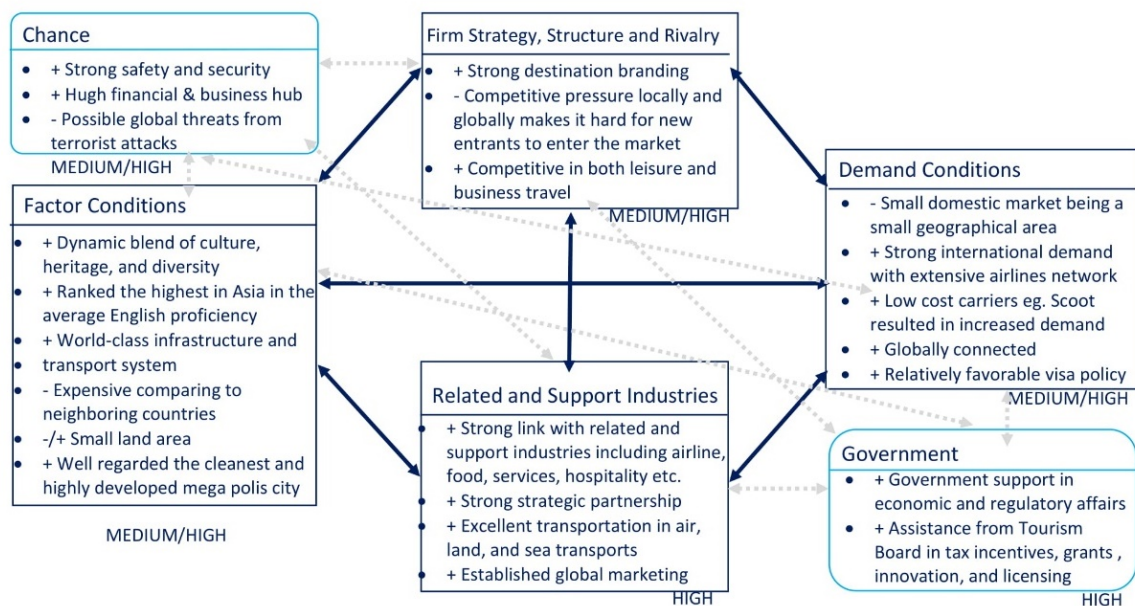 Chance
• + Strong safety and security
• + Hugh financial & business hub
• - Possible global threats from
terrorist attacks
MEDIUM/HIGH
Firm Strategy, Structure and Rivalry
• + Strong destination branding
• - Competitive pressure locally and
globally makes it hard for new
entrants to enter the market
• + Competitive in both leisure and
business travel
MEDIUM/HIGH
Factor Conditions
• + Dynamic blend of culture,
heritage, and diversity
• + Ranked the highest in Asia in the
average English proficiency
• + World-class infrastructure and
• transport system
• - Expensive comparing to
neighboring countries
• -/+ Small land area
• + Well regarded the cleanest and
highly developed mega polis city
MEDIUM/HIGH
Demand Conditions
• - Small domestic market being a
small geographical area
• + Strong international demand
with extensive airlines network
• + Low cost carriers eg. Scoot
resulted in increased demand
• + Globally connected
• + Relatively favorable visa policy
MEDIUM/HIGH
Related and Support Industries
• + Strong link with related and
support industries including airline,
food, services, hospitality etc.
• + Strong strategic partnership
• + Excellent transportation in air,
land, and sea transports
• + Established global marketing
HIGH
Government
• + Government support in
economic and regulatory affairs
• + Assistance from Tourism
Board in tax incentives, grants ,
innovation, and licensing
HIGH